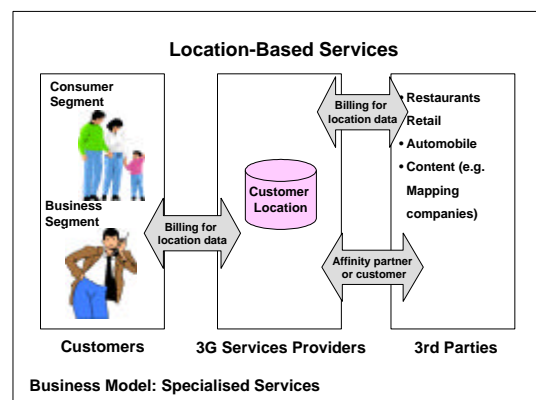 Location-Based Services
Consumer
Segment
Business
Segment
Billing for
location data
Customer
Location
Billing for
location data
Affinity partner
or customer
• Restaurants
Retail
• Automobile
• Content (e.g.
Mapping
companies)
Customers
3G Services Providers
3rd Parties
Business Model: Specialised Services